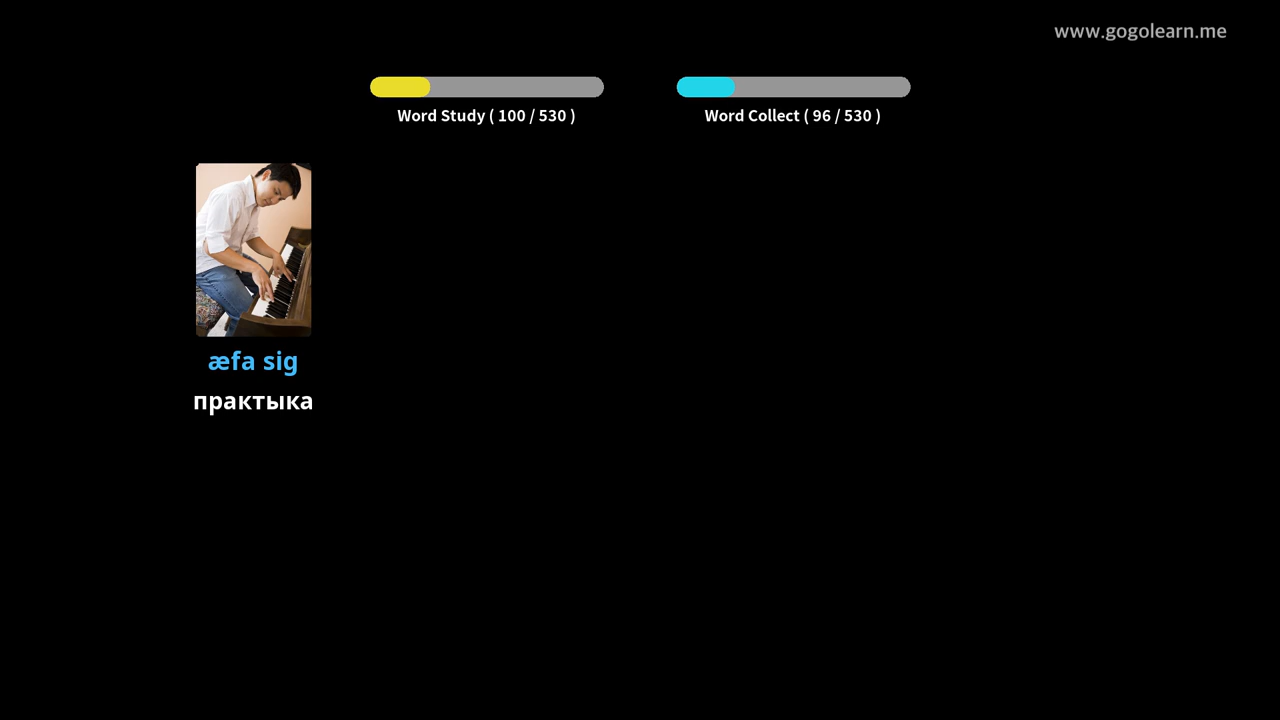 www.gogolearn.me
Word Study ( 100 / 530 )
Word Collect ( 96 / 530 )
æfa sig
практыка